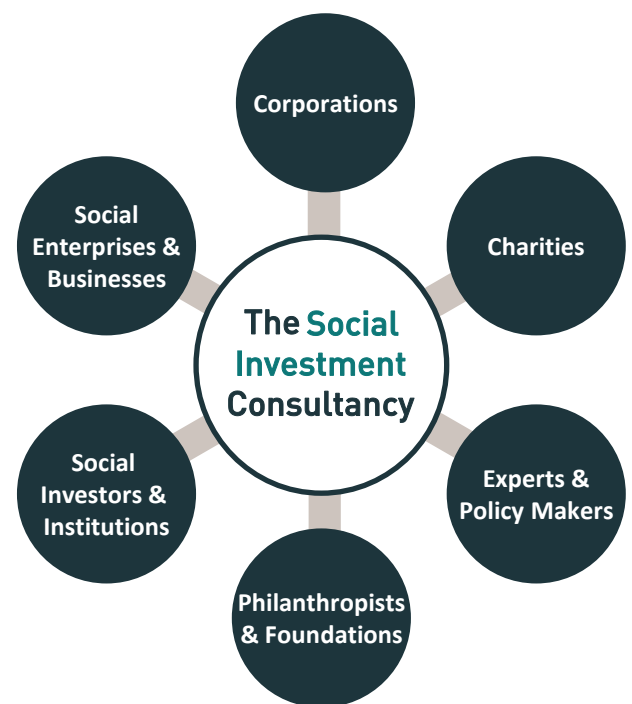 Corporations
Social
Enterprises &
Businesses
Charities
The Social
Investment
Consultancy
Social
Investors &
Institutions
Experts &
Policy Makers
Philanthropists
& Foundations